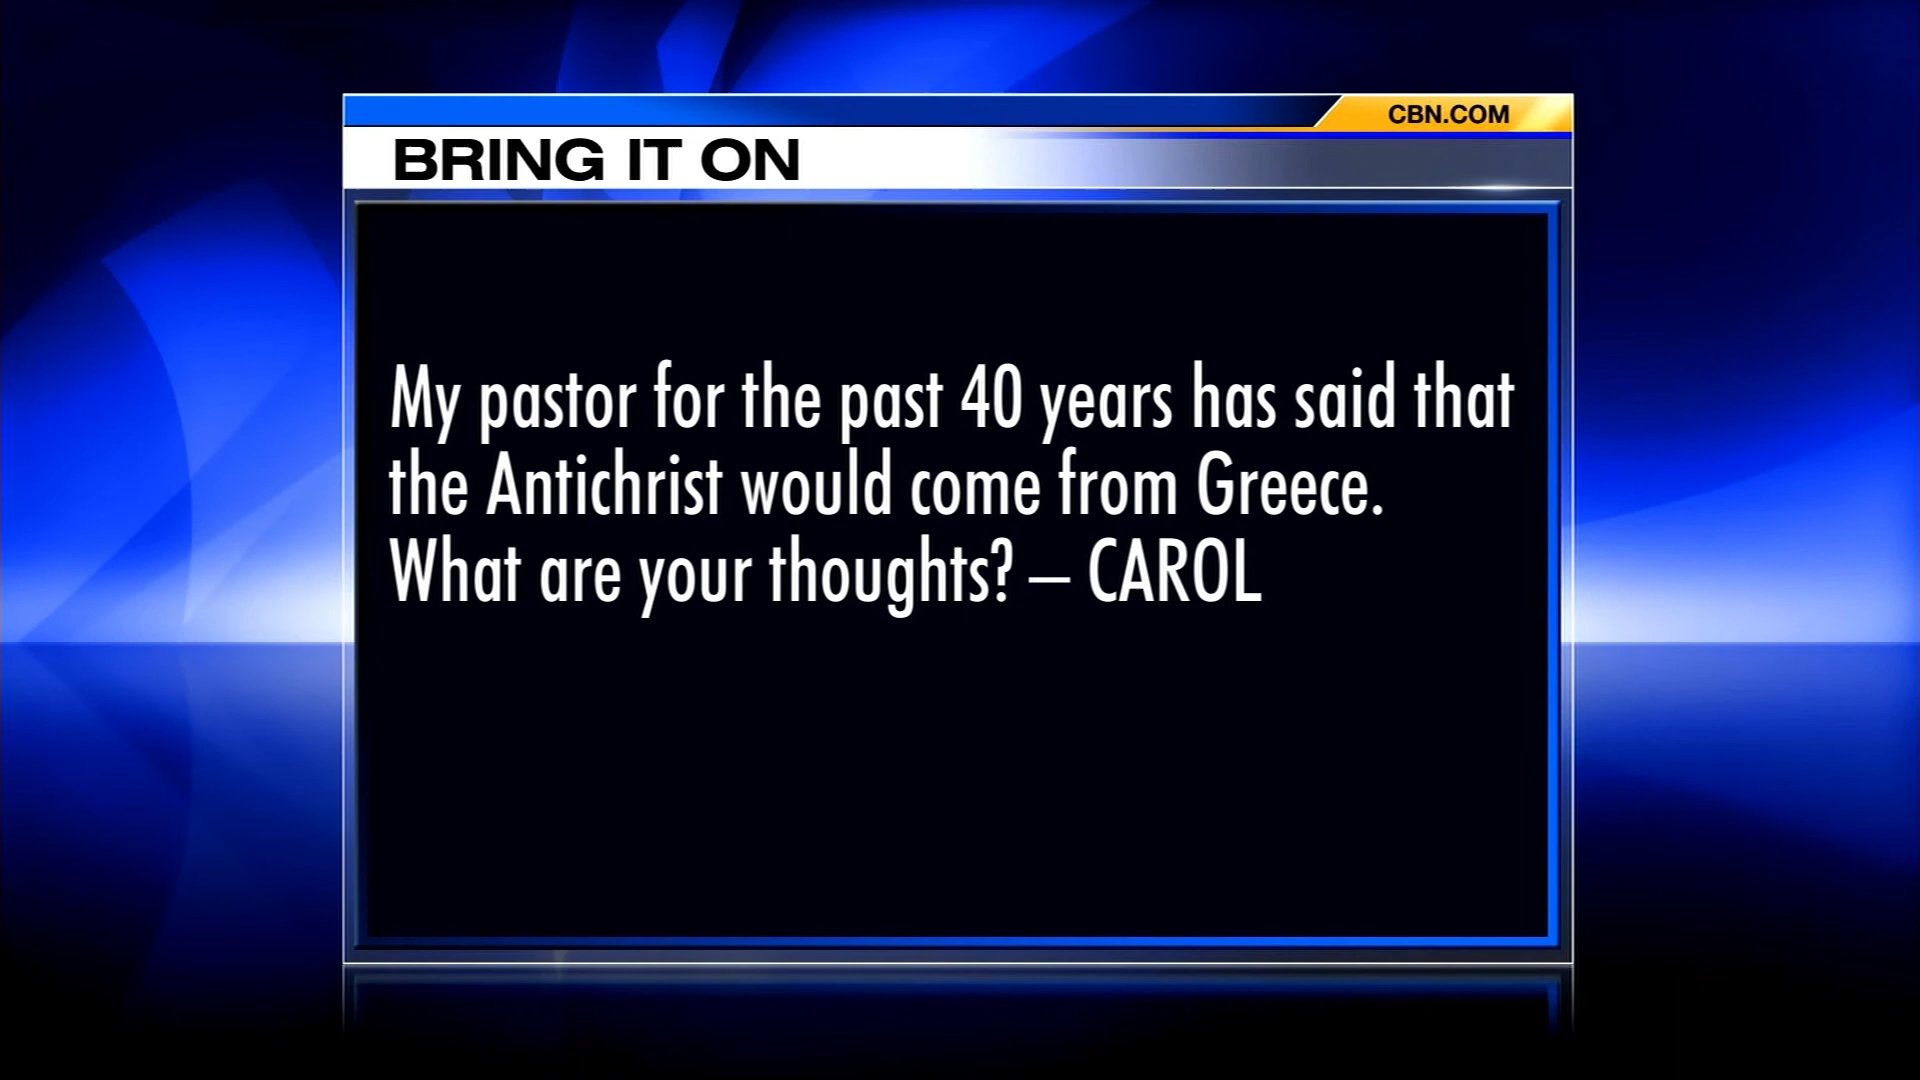 CBN.COM
BRING IT ON
My pastor for the past 40 years has said that
the Antichrist would come from Greece.
What are your thoughts? – CAROL